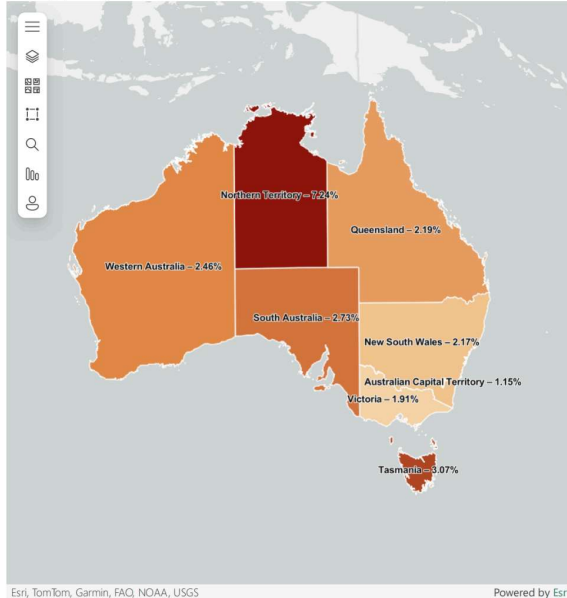 Northern Territory – 7.24%
Queensland – 2.19%
Western Australia – 2.46%
South Australia – 2.73%
New South Wales – 2.17%
Australian Capital Territory – 1.15%
Victoria – 1.91%
Tasmania – 3.07%
Esri, TomTom, Garmin, FAO, NOAA, USGS
Powered by Esr